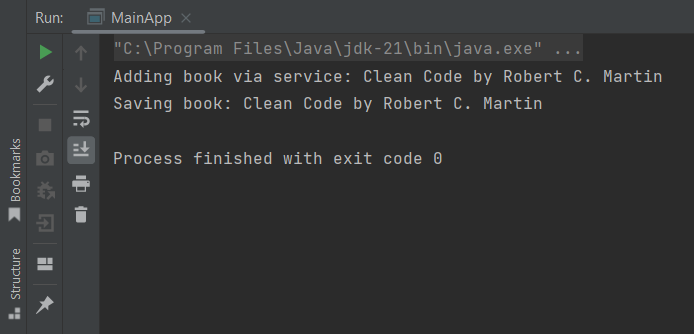 Run:
MainApp
"C:\Program Files\Java\jdk-21\bin\java.exe" ...
Adding book via service: Clean Code by Robert C. Martin
Saving book: Clean Code by Robert C. Martin
Process finished with exit code 0
Bookmarks
Structure